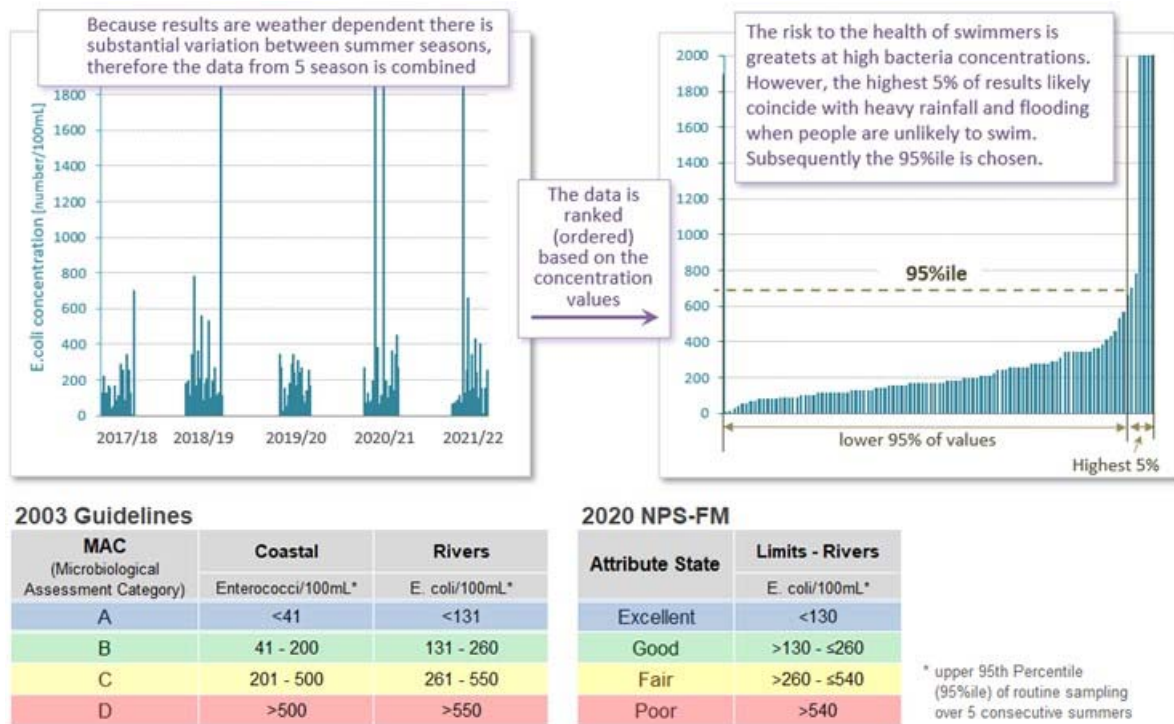 Because results are weather dependent there is
substantial variation between summer seasons,
therefore the data from 5 season is combined
E.coli concentration [number/100mL]
1800
1600
1400
1200
1000
800
600
400
200
0
2017/18 2018/19 2019/20 2020/21 2021/22
The data is
ranked
(ordered)
based on the
concentration
values
The risk to the health of swimmers is
greatets at high bacteria concentrations.
However, the highest 5% of results likely
coincide with heavy rainfall and flooding
when people are unlikely to swim.
Subsequently the 95%ile is chosen.
2000
1800
1600
1400
1200
1000
800
600
400
200
0
95%ile
lower 95% of values
Highest 5%
2003 Guidelines
MAC
(Microbiological
Assessment Category)
Coastal
Rivers
Enterococci/100mL*
E. coli/100mL*
A <41 <131
B 41 - 200 131 - 260
C 201 - 500 261 - 550
D >500 >550
2020 NPS-FM
Attribute State
Limits - Rivers
E. coli/100mL*
Excellent <130
Good >130 - ≤260
Fair >260 - ≤540
Poor >540
* upper 95th Percentile
(95%ile) of routine sampling
over 5 consecutive summers